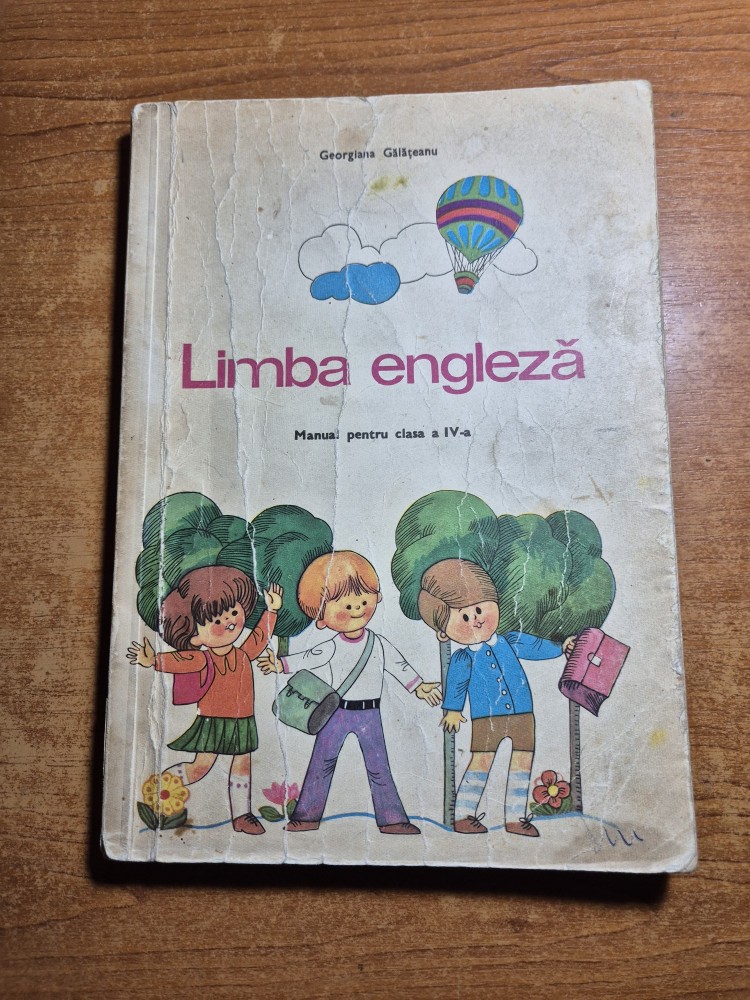 Georgiana Gălățeanu
Limba engleză
Manual pentru clasa a IV-a